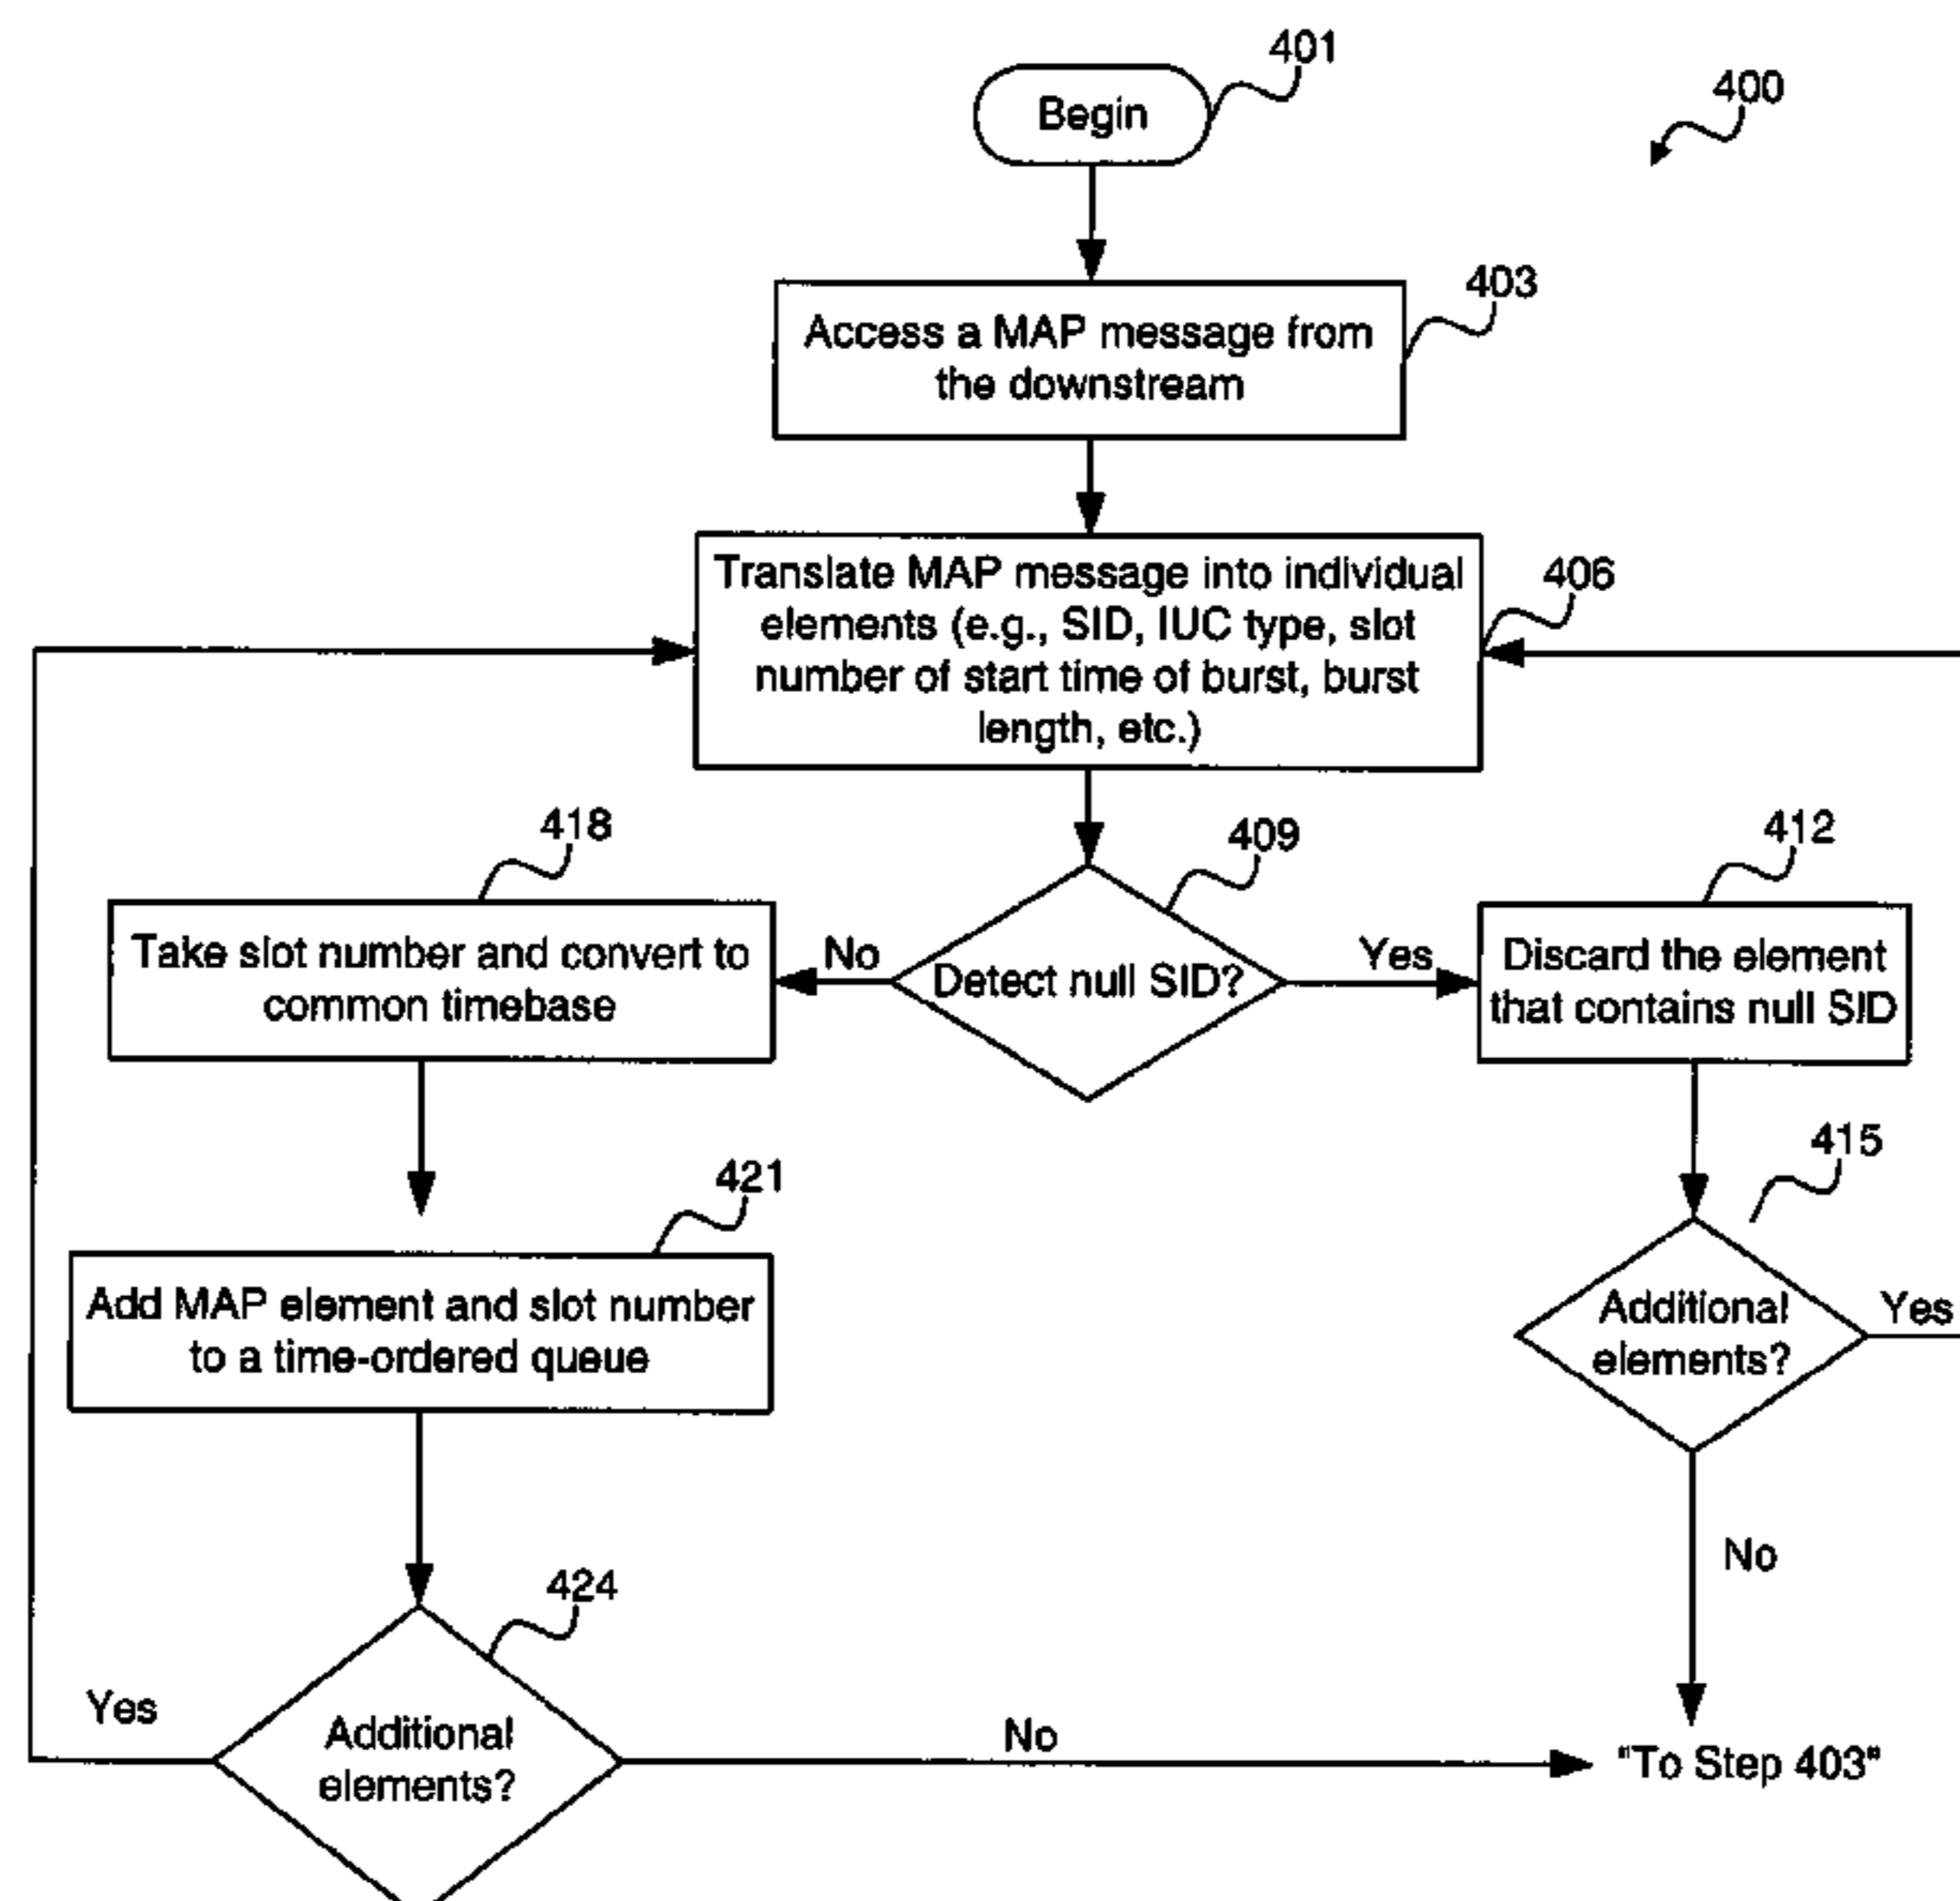 401
400
Begin
403
Access a MAP message from
the downstream
406
Translate MAP message into individual
elements (e.g., SID, IUC type, slot
number of start time of burst, burst
length, etc.)
418
409
412
Take slot number and convert to
common timebase
No
Detect null SID?
Yes
Discard the element
that contains null SID
415
421
Add MAP element and slot number
to a time-ordered queue
Additional
elements?
Yes
No
424
Yes
Additional
elements?
No
"To Step 403"